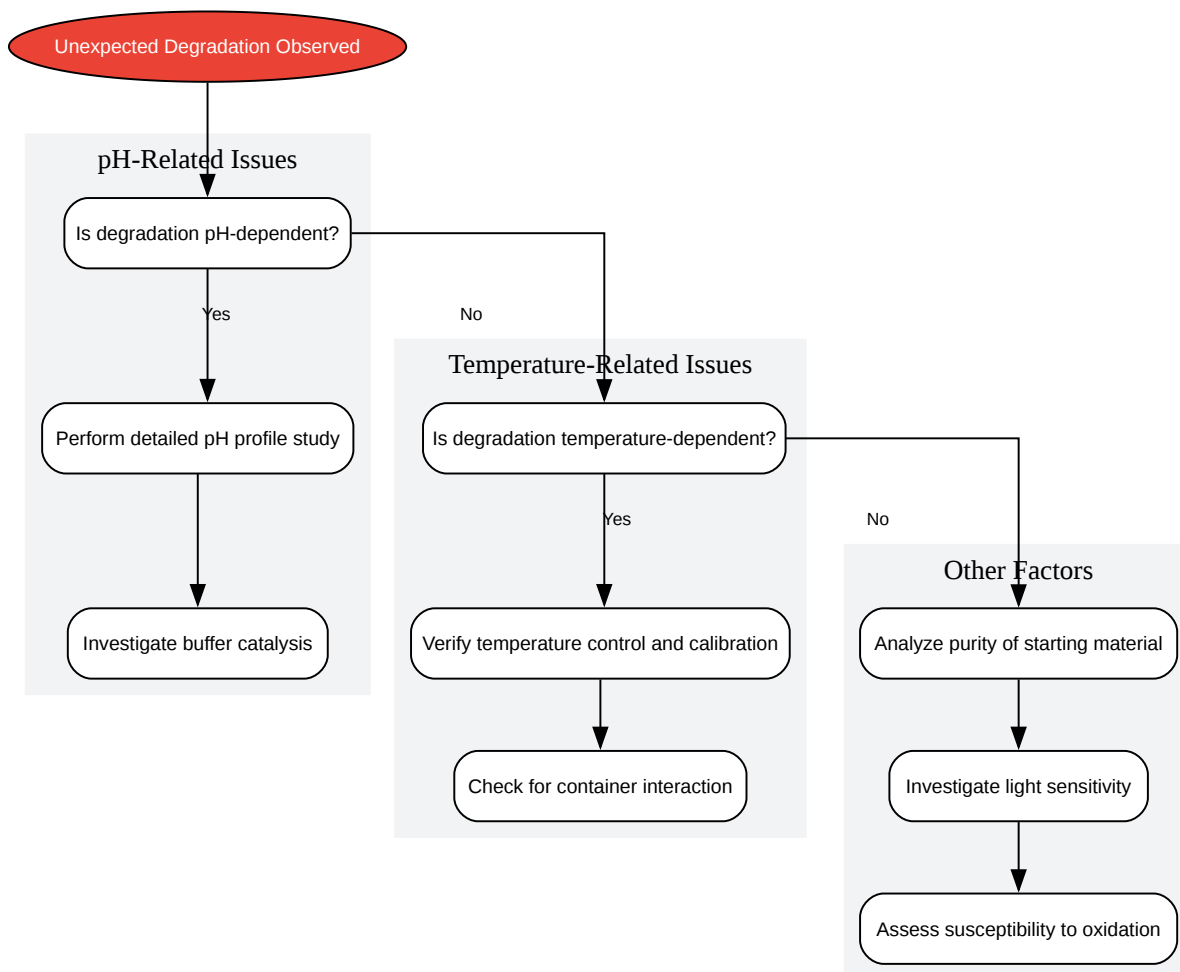 Unexpected Degradation Observed
pH-Related Issues
Is degradation pH-dependent?
Yes
No
Temperature-Related Issues
Perform detailed pH profile study
Is degradation temperature-dependent?
Yes
No
Other Factors
Investigate buffer catalysis
Verify temperature control and calibration
Analyze purity of starting material
Check for container interaction
Investigate light sensitivity
Assess susceptibility to oxidation